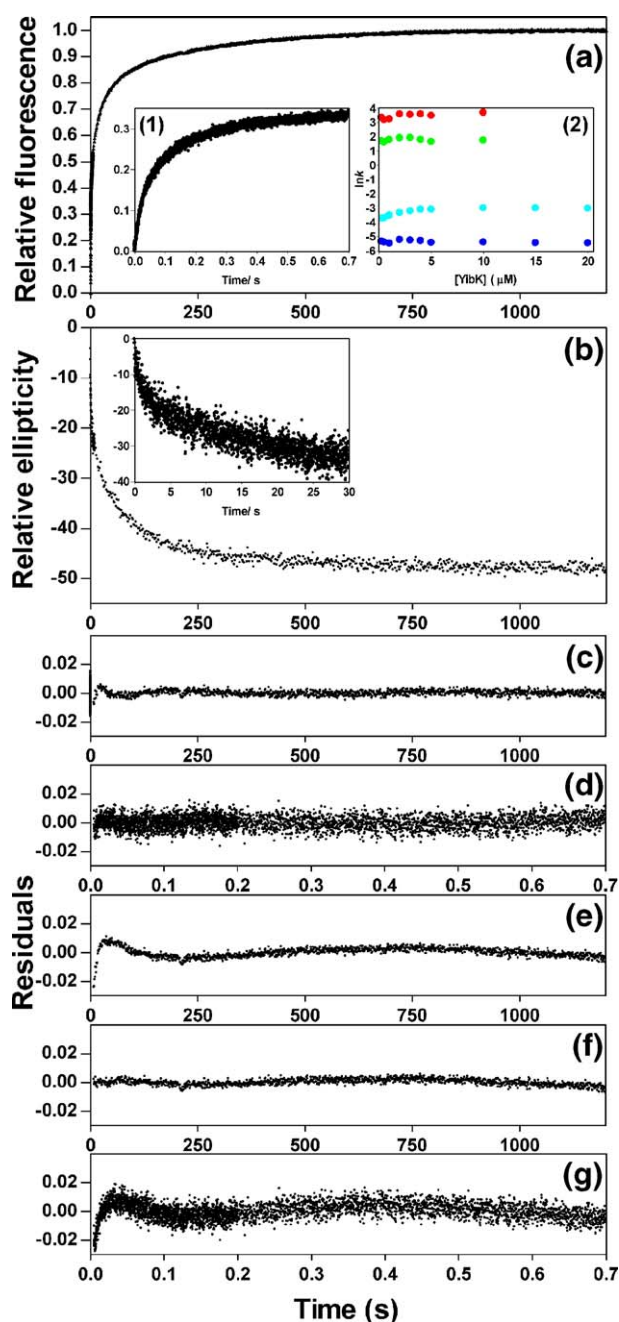 Relative fluorescence
1.0
0.9
0.8
0.7
0.6
0.5
0.4
0.3
0.2
0.1
0.0
(a)
(1)
0.3
0.2
0.1
0.0
0.0 0.1 0.2 0.3 0.4 0.5 0.6 0.7
Time/ s
(2)
lnk
4
3
2
1
0
-1
-2
-3
-4
-5
-6
0 5 10 15 20
[YibK] ( μM)
0 250 500 750 1000
Relative ellipticity
0
-10
-20
-30
-40
-50
(b)
0
-10
-20
-30
-40
0 5 10 15 20 25 30
Time/ s
0 250 500 750 1000
Residuals
0.02
0.00
-0.02
(c)
0 250 500 750 1000
0.02
0.00
-0.02
(d)
0.0 0.1 0.2 0.3 0.4 0.5 0.6 0.7
0.02
0.00
-0.02
(e)
0 250 500 750 1000
0.02
0.00
-0.02
(f)
0 250 500 750 1000
0.02
0.00
-0.02
(g)
0.0 0.1 0.2 0.3 0.4 0.5 0.6 0.7
Time (s)